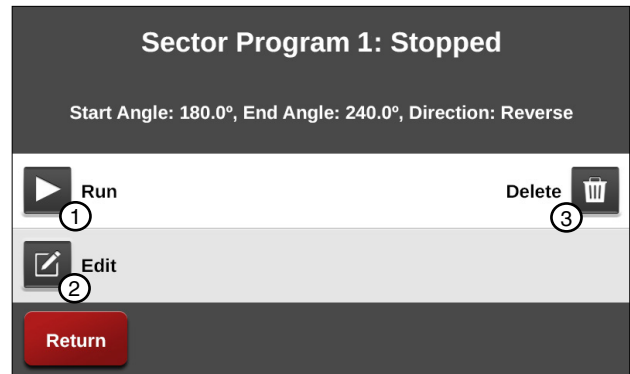 Sector Program 1: Stopped
Start Angle: 180.0º, End Angle: 240.0º, Direction: Reverse
Run
Delete
1
3
Edit
2
Return